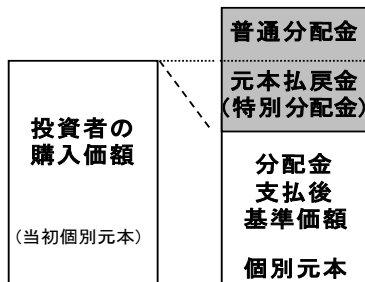 普通分配金
元本払戻金
(特別分配金)
投資者の
購入価額
(当初個別元本)
分配金
支払後
基準価額
個別元本